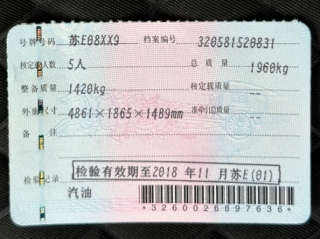 号牌号码 苏E08XX9 档案编号 320581520831
核定载人数 5人 总质量 1960kg
整备质量 1420kg 核定载质量 --
外廓尺寸 4861×1865×1489mm 准牵引总质量 --
备注
检验有效期至2018年11月苏E(01)
检验记录
汽油
*3260026897636*